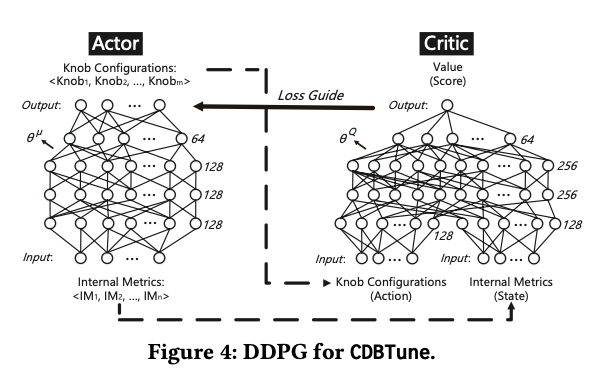 Actor
Critic
Knob Configurations:
<Knob1, Knob2, ..., Knobm>
Value
(Score)
Loss Guide
Output:
...
Output:
θμ
...
64
θQ
...
64
...
128
...
256
...
128
...
256
...
128
...
128
...
128
Input:
...
Input:
...
Input:
...
Internal Metrics:
<IM1, IM2, ..., IMn>
Knob Configurations
(Action)
Internal Metrics
(State)
Figure 4: DDPG for CDBTune.